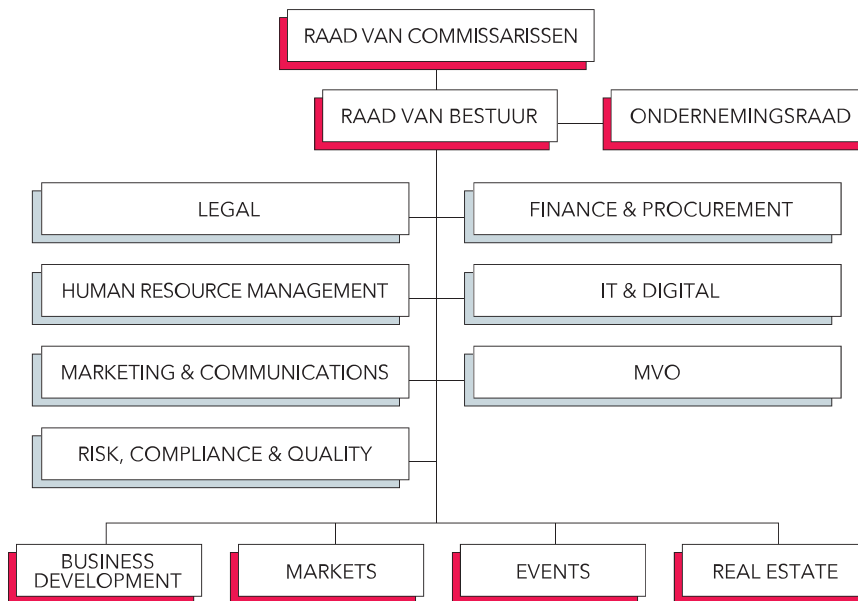 RAAD VAN COMMISSARISSEN
RAAD VAN BESTUUR
ONDERNEMINGSRAAD
LEGAL
FINANCE & PROCUREMENT
HUMAN RESOURCE MANAGEMENT
IT & DIGITAL
MARKETING & COMMUNICATIONS
MVO
RISK, COMPLIANCE & QUALITY
BUSINESS
DEVELOPMENT
MARKETS
EVENTS
REAL ESTATE